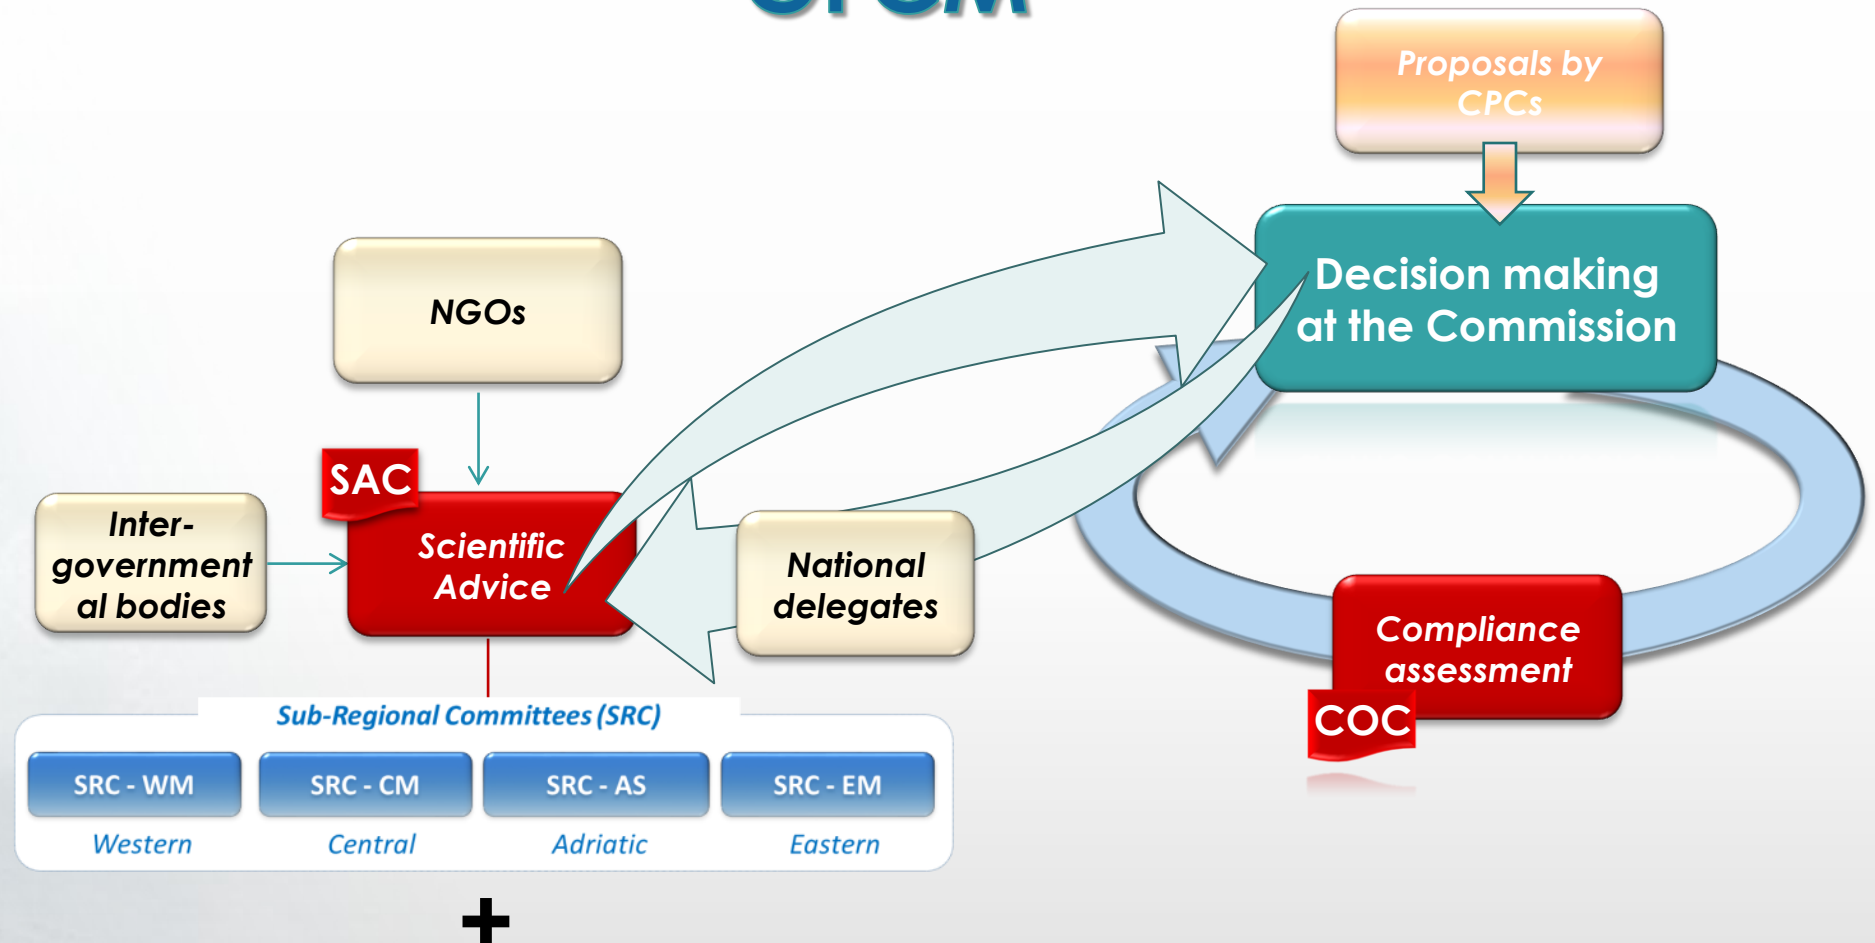 Proposals by
CPCs
Decision making
at the Commission
NGOs
SAC
Scientific
Advice
Inter-
government
al bodies
National
delegates
Compliance
assessment
COC
Sub-Regional Committees (SRC)
SRC - WM
SRC - CM
SRC - AS
SRC - EM
Western
Central
Adriatic
Eastern
+